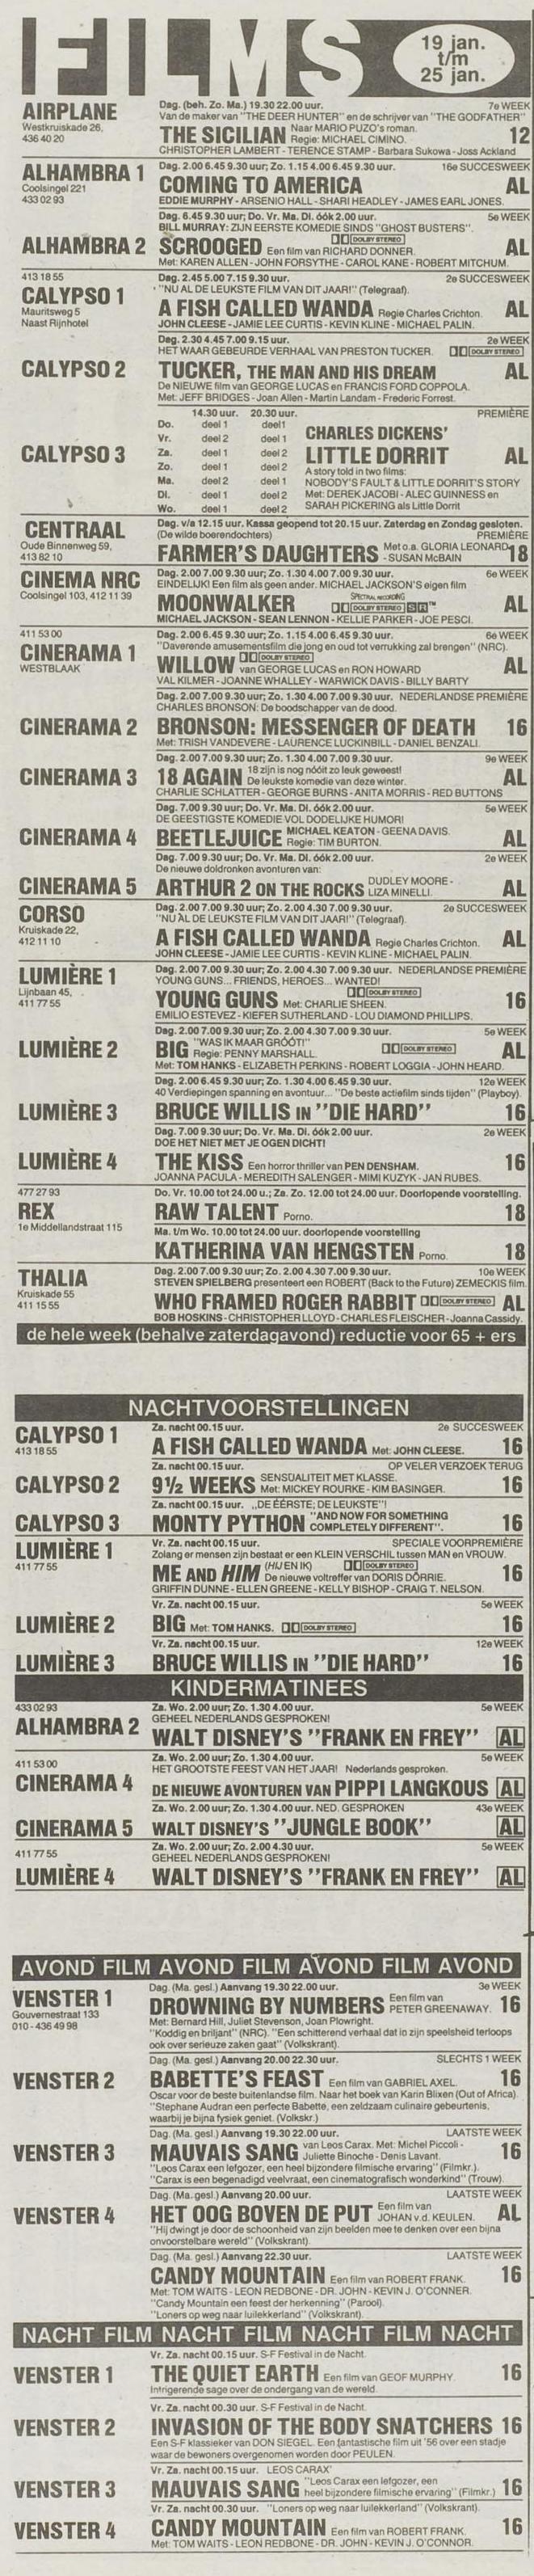 FILMS
19 jan.
t/m
25 jan.
AIRPLANE
Westkruiskade 26,
436 40 20
Dag. (beh. Zo. Ma.) 19.30 22.00 uur. 7e WEEK
Van de maker van "THE DEER HUNTER" en de schrijver van "THE GODFATHER"
THE SICILIAN Naar MARIO PUZO's roman.
Regie: MICHAEL CIMINO. 12
CHRISTOPHER LAMBERT - TERENCE STAMP - Barbara Sukowa - Joss Ackland
ALHAMBRA 1
Coolsingel 221
433 02 93
Dag. 2.00 6.45 9.30 uur; Zo. 1.15 4.00 6.45 9.30 uur. 16e SUCCESWEEK
COMING TO AMERICA AL
EDDIE MURPHY - ARSENIO HALL - SHARI HEADLEY - JAMES EARL JONES.
Dag. 6.45 9.30 uur; Do. Vr. Ma. Di. óók 2.00 uur. 5e WEEK
BILL MURRAY: ZIJN EERSTE KOMEDIE SINDS "GHOST BUSTERS".
ALHAMBRA 2 SCROOGED DOLBY STEREO
Een film van RICHARD DONNER. AL
Met: KAREN ALLEN - JOHN FORSYTHE - CAROL KANE - ROBERT MITCHUM.
413 18 55
CALYPSO 1
Mauritsweg 5
Naast Rijnhotel
Dag. 2.45 5.00 7.15 9.30 uur. 2e SUCCESWEEK
"NU AL DE LEUKSTE FILM VAN DIT JAAR!" (Telegraaf).
A FISH CALLED WANDA Regie Charles Crichton. AL
JOHN CLEESE - JAMIE LEE CURTIS - KEVIN KLINE - MICHAEL PALIN.
Dag. 2.30 4.45 7.00 9.15 uur. 2e WEEK
HET WAAR GEBEURDE VERHAAL VAN PRESTON TUCKER. DOLBY STEREO
CALYPSO 2 TUCKER, THE MAN AND HIS DREAM AL
De NIEUWE film van GEORGE LUCAS en FRANCIS FORD COPPOLA.
Met: JEFF BRIDGES - Joan Allen - Martin Landam - Frederic Forrest.
14.30 uur. 20.30 uur. PREMIÈRE
Do. deel 1 deel1
Vr. deel 2 deel 1
Za. deel 1 deel 2
Zo. deel 1 deel 2
Ma. deel 2 deel 1
Di. deel 1 deel 2
Wo. deel 1 deel 2
CALYPSO 3
CHARLES DICKENS'
LITTLE DORRIT AL
A story told in two films:
NOBODY'S FAULT & LITTLE DORRIT'S STORY
Met: DEREK JACOBI - ALEC GUINNESS en
SARAH PICKERING als Little Dorrit
CENTRAAL
Oude Binnenweg 59,
413 82 10
Dag. v/a 12.15 uur. Kassa geopend tot 20.15 uur. Zaterdag en Zondag gesloten.
(De wilde boerendochters) PREMIÈRE
FARMER'S DAUGHTERS Met o.a. GLORIA LEONARD
- SUSAN McBAIN 18
CINEMA NRC
Coolsingel 103, 412 11 39
Dag. 2.00 7.00 9.30 uur; Zo. 1.30 4.00 7.00 9.30 uur. 6e WEEK
EINDELIJK! Een film als geen ander. MICHAEL JACKSON'S eigen film
MOONWALKER SPECTRAL RECORDING
DOLBY STEREO SR™ AL
MICHAEL JACKSON - SEAN LENNON - KELLIE PARKER - JOE PESCI.
411 53 00
CINERAMA 1
WESTBLAAK
Dag. 2.00 6.45 9.30 uur; Zo. 1.15 4.00 6.45 9.30 uur. 6e WEEK
"Daverende amusementsfilm die jong en oud tot verrukking zal brengen" (NRC).
WILLOW DOLBY STEREO
van GEORGE LUCAS en RON HOWARD AL
VAL KILMER - JOANNE WHALLEY - WARWICK DAVIS - BILLY BARTY
Dag. 2.00 7.00 9.30 uur; Zo. 1.30 4.00 7.00 9.30 uur. NEDERLANDSE PREMIÈRE
CHARLES BRONSON: De boodschapper van de dood.
CINERAMA 2 BRONSON: MESSENGER OF DEATH 16
Met: TRISH VANDEVERE - LAURENCE LUCKINBILL - DANIEL BENZALI.
Dag. 2.00 7.00 9.30 uur; Zo. 1.30 4.00 7.00 9.30 uur. 9e WEEK
CINERAMA 3 18 AGAIN 18 zijn is nog nóóit zo leuk geweest!
De leukste komedie van deze winter. AL
CHARLIE SCHLATTER - GEORGE BURNS - ANITA MORRIS - RED BUTTONS
Dag. 7.00 9.30 uur; Do. Vr. Ma. Di. óók 2.00 uur. 5e WEEK
DE GEESTIGSTE KOMEDIE VOL DODELIJKE HUMOR!
CINERAMA 4 BEETLEJUICE MICHAEL KEATON - GEENA DAVIS.
Regie: TIM BURTON. AL
Dag. 7.00 9.30 uur; Do. Vr. Ma. Di. óók 2.00 uur. 2e WEEK
De nieuwe doldronken avonturen van:
CINERAMA 5 ARTHUR 2 ON THE ROCKS DUDLEY MOORE -
LIZA MINELLI. AL
CORSO
Kruiskade 22,
412 11 10
Dag. 2.00 7.00 9.30 uur; Zo. 2.00 4.30 7.00 9.30 uur. 2e SUCCESWEEK
"NU AL DE LEUKSTE FILM VAN DIT JAAR!" (Telegraaf).
A FISH CALLED WANDA Regie Charles Crichton. AL
JOHN CLEESE - JAMIE LEE CURTIS - KEVIN KLINE - MICHAEL PALIN.
LUMIÈRE 1
Lijnbaan 45,
411 77 55
Dag. 2.00 7.00 9.30 uur; Zo. 2.00 4.30 7.00 9.30 uur. NEDERLANDSE PREMIÈRE
YOUNG GUNS... FRIENDS, HEROES... WANTED!
YOUNG GUNS DOLBY STEREO
Met: CHARLIE SHEEN. 16
EMILIO ESTEVEZ - KIEFER SUTHERLAND - LOU DIAMOND PHILLIPS.
Dag. 2.00 7.00 9.30 uur; Zo. 2.00 4.30 7.00 9.30 uur. 5e WEEK
LUMIÈRE 2 BIG "WAS IK MAAR GRÓÓT!"
Regie: PENNY MARSHALL. DOLBY STEREO AL
Met: TOM HANKS - ELIZABETH PERKINS - ROBERT LOGGIA - JOHN HEARD.
Dag. 2.00 6.45 9.30 uur; Zo. 1.30 4.00 6.45 9.30 uur. 12e WEEK
40 Verdiepingen spanning en avontuur... "De beste actiefilm sinds tijden" (Playboy).
LUMIÈRE 3 BRUCE WILLIS IN "DIE HARD" 16
Dag. 7.00 9.30 uur; Do. Vr. Ma. Di. óók 2.00 uur. 2e WEEK
DOE HET NIET MET JE OGEN DICHT!
LUMIÈRE 4 THE KISS Een horror thriller van PEN DENSHAM. 16
JOANNA PACULA - MEREDITH SALENGER - MIMI KUZYK - JAN RUBES.
477 27 93
REX
1e Middellandstraat 115
Do. Vr. 10.00 tot 24.00 u.; Za. Zo. 12.00 tot 24.00 uur. Doorlopende voorstelling.
RAW TALENT Porno. 18
Ma. t/m Wo. 10.00 tot 24.00 uur. doorlopende voorstelling
KATHERINA VAN HENGSTEN Porno. 18
THALIA
Kruiskade 55
411 15 55
Dag. 2.00 7.00 9.30 uur; Zo. 2.00 4.30 7.00 9.30 uur. 10e WEEK
STEVEN SPIELBERG presenteert een ROBERT (Back to the Future) ZEMECKIS film.
WHO FRAMED ROGER RABBIT DOLBY STEREO AL
BOB HOSKINS - CHRISTOPHER LLOYD - CHARLES FLEISCHER - Joanna Cassidy.
de hele week (behalve zaterdagavond) reductie voor 65 + ers
NACHTVOORSTELLINGEN
CALYPSO 1
413 18 55
Za. nacht 00.15 uur. 2e SUCCESWEEK
A FISH CALLED WANDA Met: JOHN CLEESE. 16
Za. nacht 00.15 uur. OP VELER VERZOEK TERUG
CALYPSO 2 9½ WEEKS SENSUALITEIT MET KLASSE.
Met: MICKEY ROURKE - KIM BASINGER. 16
Za. nacht 00.15 uur. „DE ÉÉRSTE; DE LEUKSTE"!
CALYPSO 3 MONTY PYTHON "AND NOW FOR SOMETHING
COMPLETELY DIFFERENT". 16
LUMIÈRE 1
411 77 55
Vr. Za. nacht 00.15 uur. SPECIALE VOORPREMIÈRE
Zolang er mensen zijn bestaat er een KLEIN VERSCHIL tussen MAN en VROUW.
ME AND HIM (HIJ EN IK) DOLBY STEREO
De nieuwe voltreffer van DORIS DÖRRIE. 16
GRIFFIN DUNNE - ELLEN GREENE - KELLY BISHOP - CRAIG T. NELSON.
Vr. Za. nacht 00.15 uur. 5e WEEK
LUMIÈRE 2 BIG Met: TOM HANKS. DOLBY STEREO 16
Vr. Za. nacht 00.15 uur. 12e WEEK
LUMIÈRE 3 BRUCE WILLIS IN "DIE HARD" 16
KINDERMATINEES
433 02 93
ALHAMBRA 2
Za. Wo. 2.00 uur; Zo. 1.30 4.00 uur. 5e WEEK
GEHEEL NEDERLANDS GESPROKEN!
WALT DISNEY'S "FRANK EN FREY" AL
411 53 00
CINERAMA 4
Za. Wo. 2.00 uur; Zo. 1.30 4.00 uur. 5e WEEK
HET GROOTSTE FEEST VAN HET JAAR! Nederlands gesproken.
DE NIEUWE AVONTUREN VAN PIPPI LANGKOUS AL
Za. Wo. 2.00 uur; Zo. 1.30 4.00 uur. NED. GESPROKEN 43e WEEK
CINERAMA 5 WALT DISNEY'S "JUNGLE BOOK" AL
411 77 55
LUMIÈRE 4
Za. Wo. 2.00 uur; Zo. 2.00 4.30 uur. 5e WEEK
GEHEEL NEDERLANDS GESPROKEN!
WALT DISNEY'S "FRANK EN FREY" AL
AVOND FILM AVOND FILM AVOND FILM AVOND
VENSTER 1
Gouvernestraat 133
010 - 436 49 98
Dag. (Ma. gesl.) Aanvang 19.30 22.00 uur. 3e WEEK
DROWNING BY NUMBERS Een film van
PETER GREENAWAY. 16
Met: Bernard Hill, Juliet Stevenson, Joan Plowright.
"Koddig en briljant" (NRC). "Een schitterend verhaal dat in zijn speelsheid terloops
ook over serieuze zaken gaat" (Volkskrant).
Dag. (Ma. gesl.) Aanvang 20.00 22.30 uur. SLECHTS 1 WEEK
VENSTER 2 BABETTE'S FEAST Een film van GABRIEL AXEL. 16
Oscar voor de beste buitenlandse film. Naar het boek van Karin Blixen (Out of Africa).
"Stephane Audran een perfecte Babette, een zeldzaam culinaire gebeurtenis,
waarbij je bijna fysiek geniet. (Volkskr.)
Dag. (Ma. gesl.) Aanvang 19.30 22.00 uur. LAATSTE WEEK
VENSTER 3 MAUVAIS SANG van Leos Carax. Met: Michel Piccoli -
Juliette Binoche - Denis Lavant. 16
"Leos Carax een lefgozer, een heel bijzondere filmische ervaring" (Filmkr.).
"Carax is een begenadigd veelvraat, een cinematografisch wonderkind" (Trouw).
Dag. (Ma. gesl.) Aanvang 20.00 uur. LAATSTE WEEK
VENSTER 4 HET OOG BOVEN DE PUT Een film van
JOHAN v.d. KEULEN. AL
"Hij dwingt je door de schoonheid van zijn beelden mee te denken over een bijna
onvoorstelbare wereld" (Volkskrant).
Dag. (Ma. gesl.) Aanvang 22.30 uur. LAATSTE WEEK
CANDY MOUNTAIN Een film van ROBERT FRANK. 16
Met: TOM WAITS - LEON REDBONE - DR. JOHN - KEVIN J. O'CONNER.
"Candy Mountain een feest der herkenning" (Parool).
"Loners op weg naar luilekkerland" (Volkskrant).
NACHT FILM NACHT FILM NACHT FILM NACHT
Vr. Za. nacht 00.15 uur. S-F Festival in de Nacht.
VENSTER 1 THE QUIET EARTH Een film van GEOF MURPHY. 16
Intrigerende sage over de ondergang van de wereld.
Vr. Za. nacht 00.30 uur. S-F Festival in de Nacht.
VENSTER 2 INVASION OF THE BODY SNATCHERS 16
Een S-F klassieker van DON SIEGEL. Een fantastische film uit '56 over een stadje
waar de bewoners overgenomen worden door PEULEN.
Vr. Za. nacht 00.15 uur. LEOS CARAX'
VENSTER 3 MAUVAIS SANG "Leos Carax een lefgozer, een
heel bijzondere filmische ervaring" (Filmkr.) 16
Vr. Za. nacht 00.30 uur. "Loners op weg naar luilekkerland" (Volkskrant).
VENSTER 4 CANDY MOUNTAIN Een film van ROBERT FRANK. 16
Met: TOM WAITS - LEON REDBONE - DR. JOHN - KEVIN J. O'CONNOR.